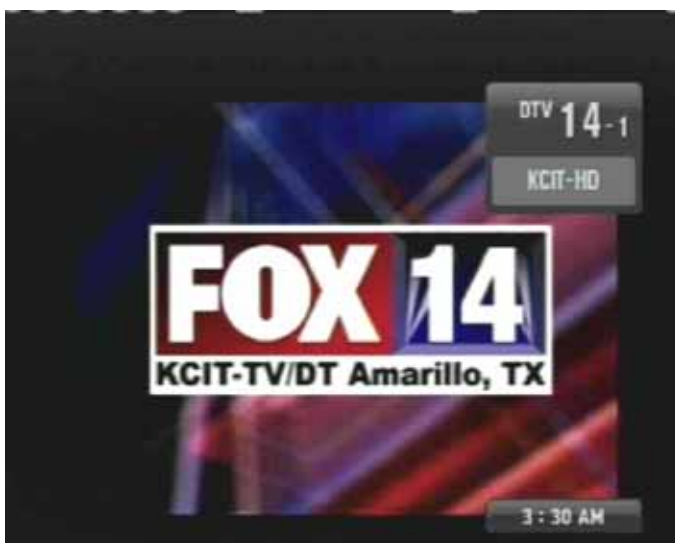 DTV 14-1
KCIT-HD
FOX 14
KCIT-TV/DT Amarillo, TX
3:30 AM